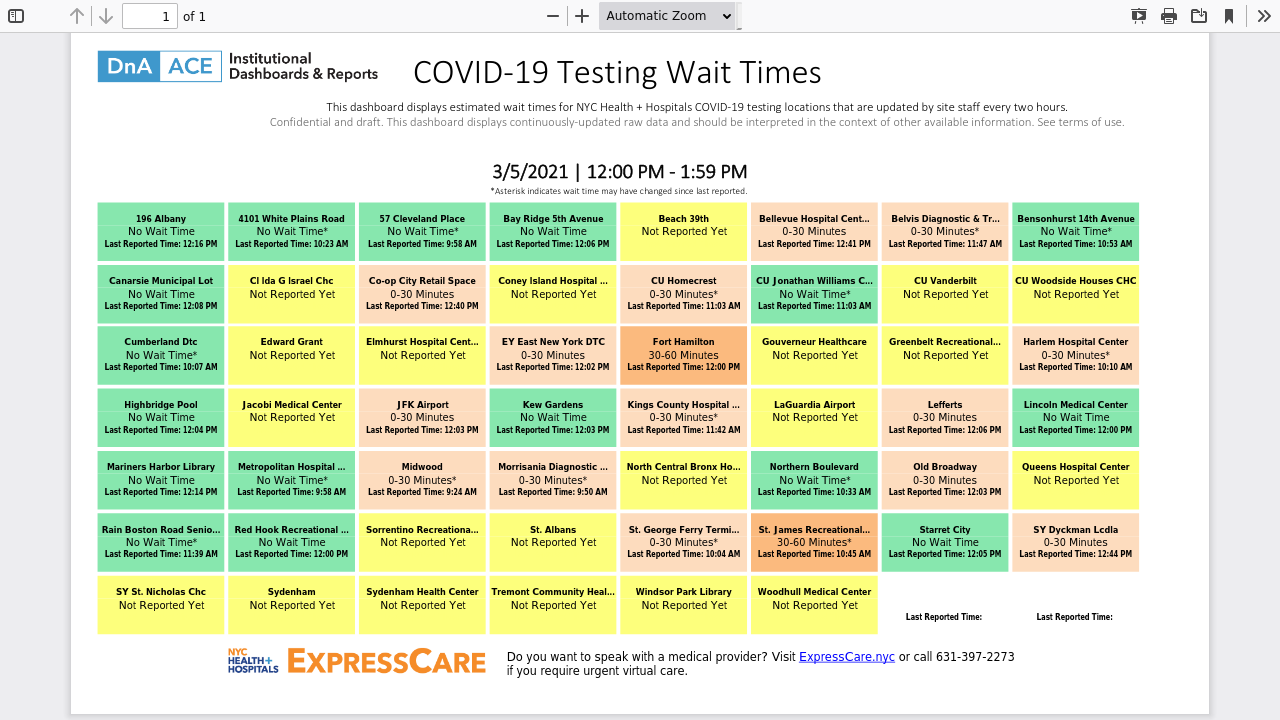 1 of 1
Automatic Zoom
DnA ACE Institutional
Dashboards & Reports
COVID-19 Testing Wait Times
This dashboard displays estimated wait times for NYC Health + Hospitals COVID-19 testing locations that are updated by site staff every two hours.
Confidential and draft. This dashboard displays continuously-updated raw data and should be interpreted in the context of other available information. See terms of use.
3/5/2021 | 12:00 PM - 1:59 PM
*Asterisk indicates wait time may have changed since last reported.
196 Albany
No Wait Time
Last Reported Time: 12:16 PM
4101 White Plains Road
No Wait Time*
Last Reported Time: 10:23 AM
57 Cleveland Place
No Wait Time*
Last Reported Time: 9:58 AM
Bay Ridge 5th Avenue
No Wait Time
Last Reported Time: 12:06 PM
Beach 39th
Not Reported Yet
Bellevue Hospital Cent...
0-30 Minutes
Last Reported Time: 12:41 PM
Belvis Diagnostic & Tr...
0-30 Minutes*
Last Reported Time: 11:47 AM
Bensonhurst 14th Avenue
No Wait Time*
Last Reported Time: 10:53 AM
Canarsie Municipal Lot
No Wait Time
Last Reported Time: 12:08 PM
Cl Ida G Israel Chc
Not Reported Yet
Co-op City Retail Space
0-30 Minutes
Last Reported Time: 12:40 PM
Coney Island Hospital ...
Not Reported Yet
CU Homecrest
0-30 Minutes*
Last Reported Time: 11:03 AM
CU Jonathan Williams C...
No Wait Time*
Last Reported Time: 11:03 AM
CU Vanderbilt
Not Reported Yet
CU Woodside Houses CHC
Not Reported Yet
Cumberland Dtc
No Wait Time*
Last Reported Time: 10:07 AM
Edward Grant
Not Reported Yet
Elmhurst Hospital Cent...
Not Reported Yet
EY East New York DTC
0-30 Minutes
Last Reported Time: 12:02 PM
Fort Hamilton
30-60 Minutes
Last Reported Time: 12:00 PM
Gouverneur Healthcare
Not Reported Yet
Greenbelt Recreational...
Not Reported Yet
Harlem Hospital Center
0-30 Minutes*
Last Reported Time: 10:10 AM
Highbridge Pool
No Wait Time
Last Reported Time: 12:04 PM
Jacobi Medical Center
Not Reported Yet
JFK Airport
0-30 Minutes
Last Reported Time: 12:03 PM
Kew Gardens
No Wait Time
Last Reported Time: 12:03 PM
Kings County Hospital ...
0-30 Minutes*
Last Reported Time: 11:42 AM
LaGuardia Airport
Not Reported Yet
Lefferts
0-30 Minutes
Last Reported Time: 12:06 PM
Lincoln Medical Center
No Wait Time
Last Reported Time: 12:00 PM
Mariners Harbor Library
No Wait Time
Last Reported Time: 12:14 PM
Metropolitan Hospital ...
No Wait Time*
Last Reported Time: 9:58 AM
Midwood
0-30 Minutes*
Last Reported Time: 9:24 AM
Morrisania Diagnostic ...
0-30 Minutes*
Last Reported Time: 9:50 AM
North Central Bronx Ho...
Not Reported Yet
Northern Boulevard
No Wait Time*
Last Reported Time: 10:33 AM
Old Broadway
0-30 Minutes
Last Reported Time: 12:03 PM
Queens Hospital Center
Not Reported Yet
Rain Boston Road Senio...
No Wait Time*
Last Reported Time: 11:39 AM
Red Hook Recreational ...
No Wait Time
Last Reported Time: 12:00 PM
Sorrentino Recreationa...
Not Reported Yet
St. Albans
Not Reported Yet
St. George Ferry Termi...
0-30 Minutes*
Last Reported Time: 10:04 AM
St. James Recreational...
30-60 Minutes*
Last Reported Time: 10:45 AM
Starret City
No Wait Time
Last Reported Time: 12:05 PM
SY Dyckman Lcdla
0-30 Minutes
Last Reported Time: 12:44 PM
SY St. Nicholas Chc
Not Reported Yet
Sydenham
Not Reported Yet
Sydenham Health Center
Not Reported Yet
Tremont Community Heal...
Not Reported Yet
Windsor Park Library
Not Reported Yet
Woodhull Medical Center
Not Reported Yet
Last Reported Time:
Last Reported Time:
NYC
HEALTH+
HOSPITALS
EXPRESSCARE
Do you want to speak with a medical provider? Visit ExpressCare.nyc or call 631-397-2273
if you require urgent virtual care.